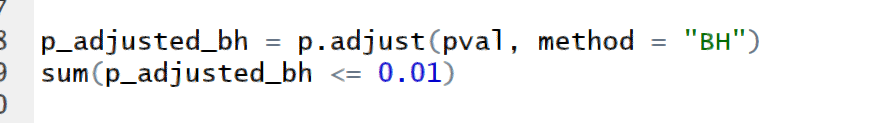 p_adjusted_bh = p.adjust(pval, method = "BH")
sum(p_adjusted_bh <= 0.01)